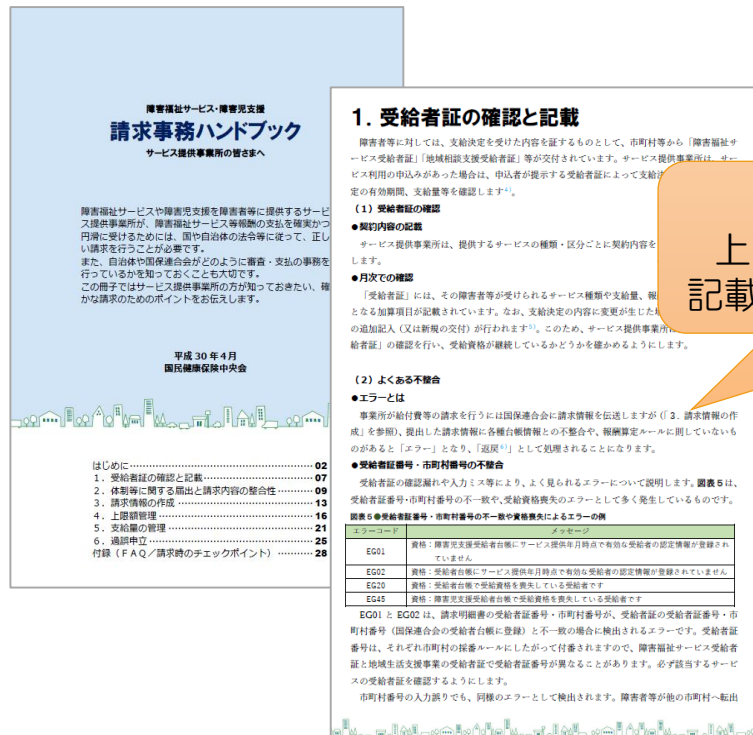 障害福祉サービス・障害児支援
請求事務ハンドブック
サービス提供事業所の皆さまへ
障害福祉サービスや障害児支援を障害者等に提供するサービ
ス提供事業所が、障害福祉サービス等報酬の支払を確実かつ
円滑に受けるためには、国や自治体の法令等に従って、正し
い請求を行うことが必要です。
また、自治体や国保連合会がどのように審査・支払の事務を
行っているかを知っておくことも大切です。
この冊子ではサービス提供事業所の方が知っておきたい、確
かな請求のためのポイントをお伝えします。
平成 30 年 4 月
国民健康保険中央会
はじめに 02
1．受給者証の確認と記載 07
2．体制等に関する届出と請求内容の整合性 09
3．請求情報の作成 13
4．上限額管理 16
5．支給量の管理 21
6．過誤申立 25
付録（ＦＡＱ／請求時のチェックポイント） 28
1. 受給者証の確認と記載
障害者等に対しては、支給決定を受けた内容を証するものとして、市町村等から「障害福祉サ
ービス受給者証」「地域相談支援受給者証」等が交付されています。サービス提供事業所は、サー
ビス利用の申込みがあった場合は、申込者が提示する受給者証によって支給決
定の有効期間、支給量等を確認します4)。
（1）受給者証の確認
●契約内容の記載
サービス提供事業所は、提供するサービスの種類・区分ごとに契約内容を
します。
●月次での確認
「受給者証」には、その障害者等が受けられるサービス種類や支給量、報
となる加算項目が記載されています。なお、支給決定の内容に変更が生じた
の追加記入（又は新規の交付）が行われます5)。このため、サービス提供事業所
給者証」の確認を行い、受給資格が継続しているかどうかを確かめるようにします。
（2）よくある不整合
●エラーとは
事業所が給付費等の請求を行うには国保連合会に請求情報を伝送しますが（「3．請求情報の作
成」を参照）、提出した請求情報に各種台帳情報との不整合や、報酬算定ルールに則していないも
のがあると「エラー」となり、「返戻6)」として処理されることになります。
●受給者証番号・市町村番号の不整合
受給者証の確認漏れや入力ミス等により、よく見られるエラーについて説明します。図表５は、
受給者証番号・市町村番号の不一致や、受給資格喪失のエラーとして多く発生しているものです。
図表５●受給者証番号・市町村番号の不一致や資格喪失によるエラーの例
エラーコード メッセージ
EG01 資格：障害児支援受給者台帳にサービス提供年月時点で有効な受給者の認定情報が登録され
ていません
EG02 資格：受給者台帳にサービス提供年月時点で有効な受給者の認定情報が登録されていません
EG20 資格：受給者台帳で受給資格を喪失している受給者です
EG45 資格：障害児支援受給者台帳で受給資格を喪失している受給者です
EG01 と EG02 は、請求明細書の受給者証番号・市町村番号が、受給者証の受給者証番号・市
町村番号（国保連合会の受給者台帳に登録）と不一致の場合に検出されるエラーです。受給者証
番号は、それぞれ市町村の採番ルールにしたがって付番されますので、障害福祉サービス受給者
証と地域生活支援事業の受給者証で受給者証番号が異なることがあります。必ず該当するサービ
スの受給者証を確認するようにします。
市町村番号の入力誤りでも、同様のエラーとして検出されます。障害者等が他の市町村へ転出
上
記載